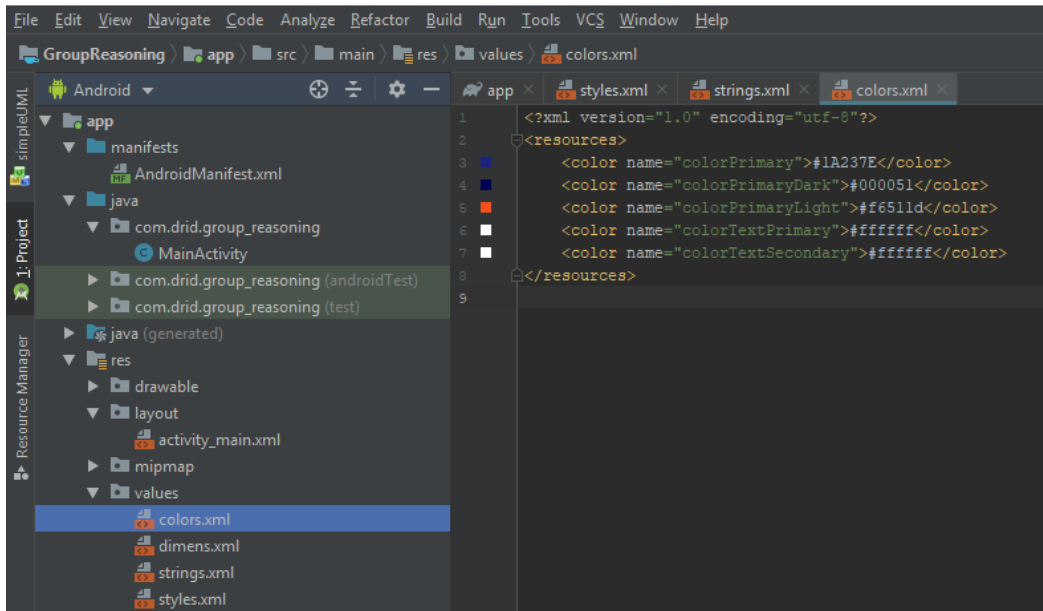 File Edit View Navigate Code Analyze Refactor Build Run Tools VCS Window Help
GroupReasoning app src main res values colors.xml
Android
app styles.xml strings.xml colors.xml
simpleUML
1: Project
Resource Manager
app
manifests
AndroidManifest.xml
java
com.drid.group_reasoning
MainActivity
com.drid.group_reasoning (androidTest)
com.drid.group_reasoning (test)
java (generated)
res
drawable
layout
activity_main.xml
mipmap
values
colors.xml
dimens.xml
strings.xml
styles.xml
1 <?xml version="1.0" encoding="utf-8"?>
2 <resources>
3 <color name="colorPrimary">#1A237E</color>
4 <color name="colorPrimaryDark">#000051</color>
5 <color name="colorPrimaryLight">#f6511d</color>
6 <color name="colorTextPrimary">#ffffff</color>
7 <color name="colorTextSecondary">#ffffff</color>
8 </resources>
9